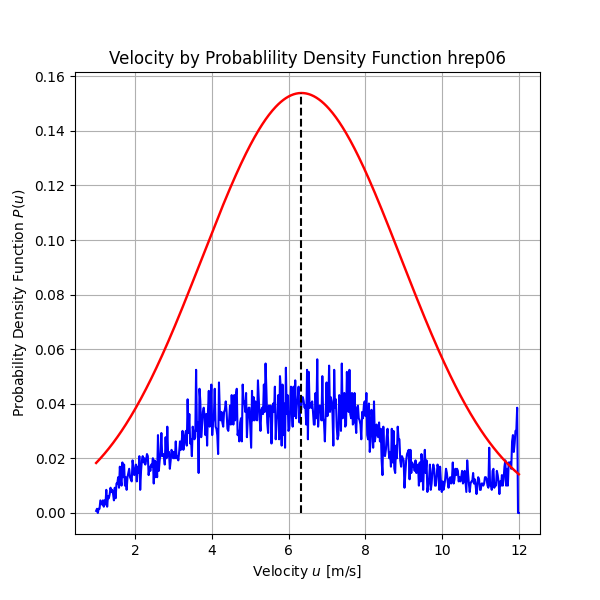 Velocity by Probablility Density Function hrep06
0.16
0.14
0.12
0.10
0.08
0.06
0.04
0.02
0.00
Probability Density Function P(u)
2 4 6 8 10 12
Velocity u [m/s]